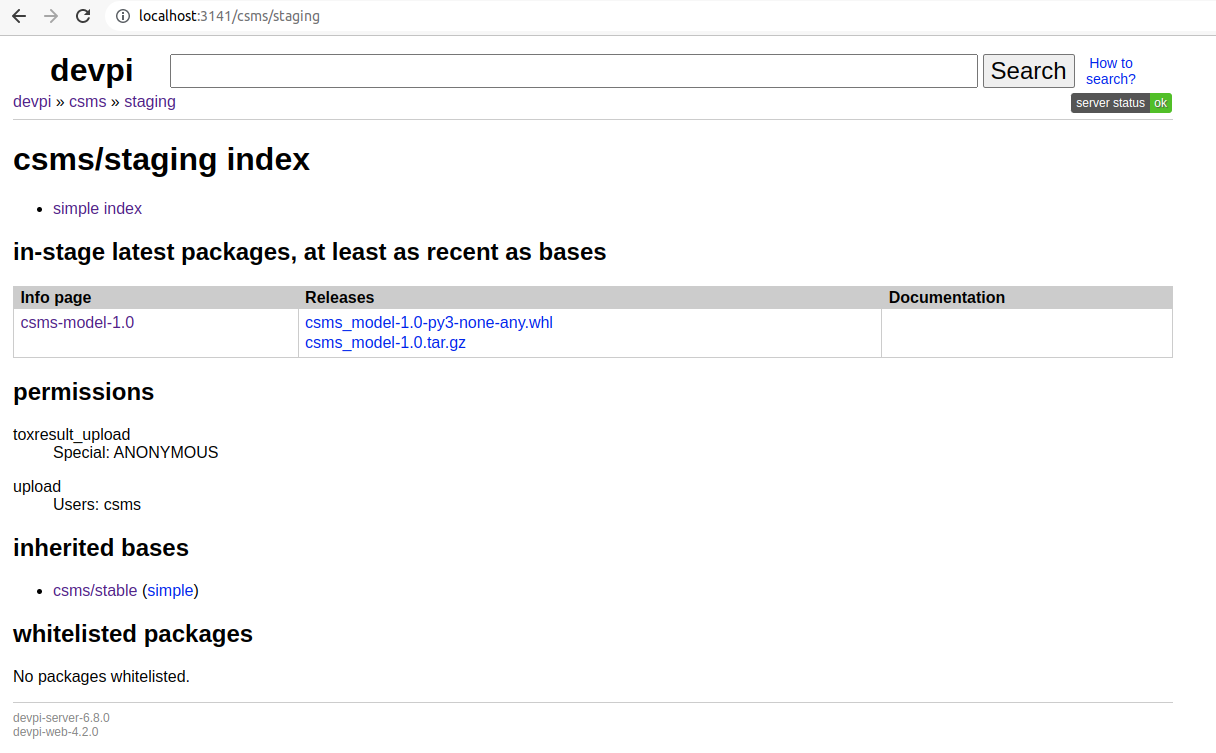 localhost:3141/csms/staging
devpi Search How to search?
devpi » csms » staging
server status ok
csms/staging index
• simple index
in-stage latest packages, at least as recent as bases
Info page Releases Documentation
csms-model-1.0 csms_model-1.0-py3-none-any.whl
csms_model-1.0.tar.gz
permissions
toxresult_upload
Special: ANONYMOUS
upload
Users: csms
inherited bases
• csms/stable (simple)
whitelisted packages
No packages whitelisted.
devpi-server-6.8.0
devpi-web-4.2.0